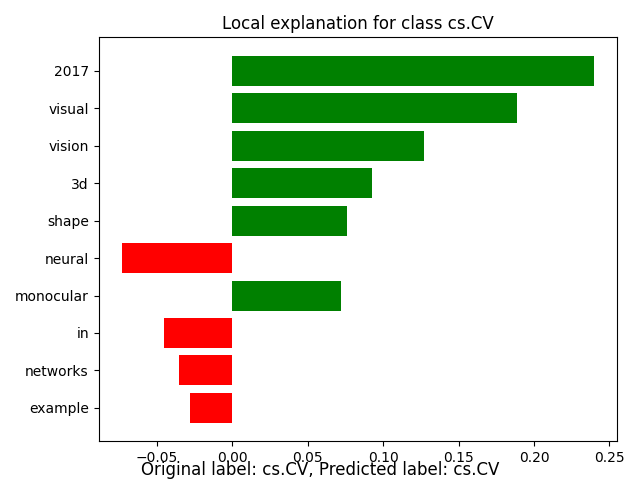 Local explanation for class cs.CV
2017
visual
vision
3d
shape
neural
monocular
in
networks
example
−0.05 0.00 0.05 0.10 0.15 0.20 0.25
Original label: cs.CV, Predicted label: cs.CV